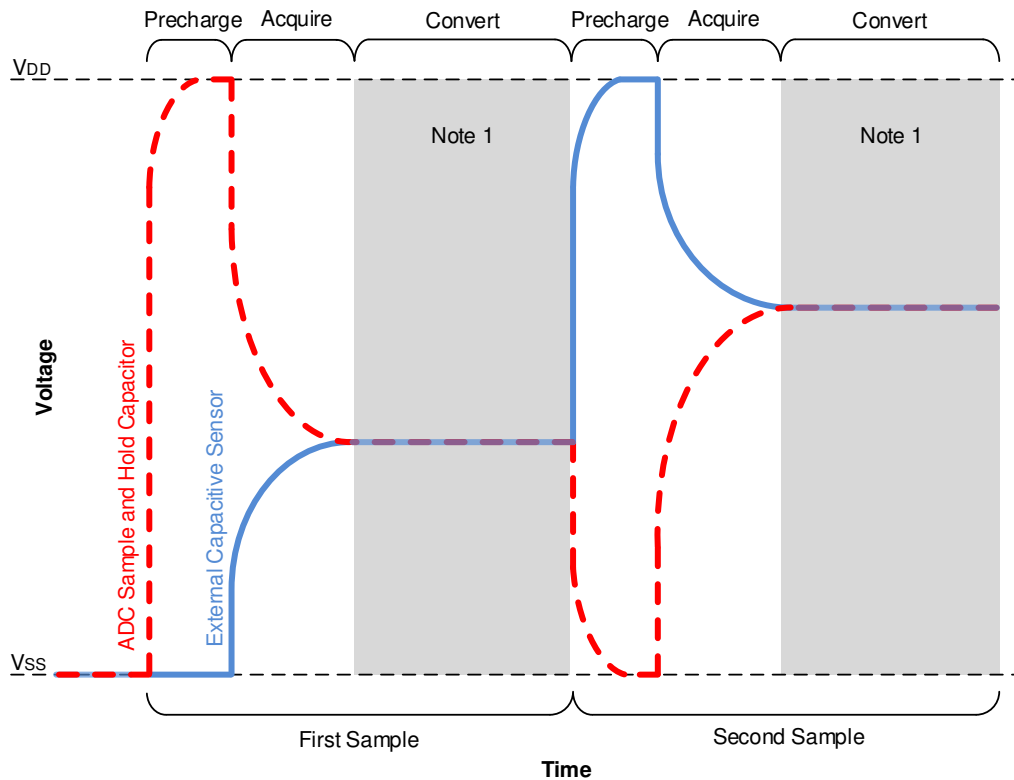 Precharge Acquire Convert Precharge Acquire Convert
VDD
Note 1 Note 1
Voltage
ADC Sample and Hold Capacitor
External Capacitive Sensor
VSS
First Sample Second Sample
Time